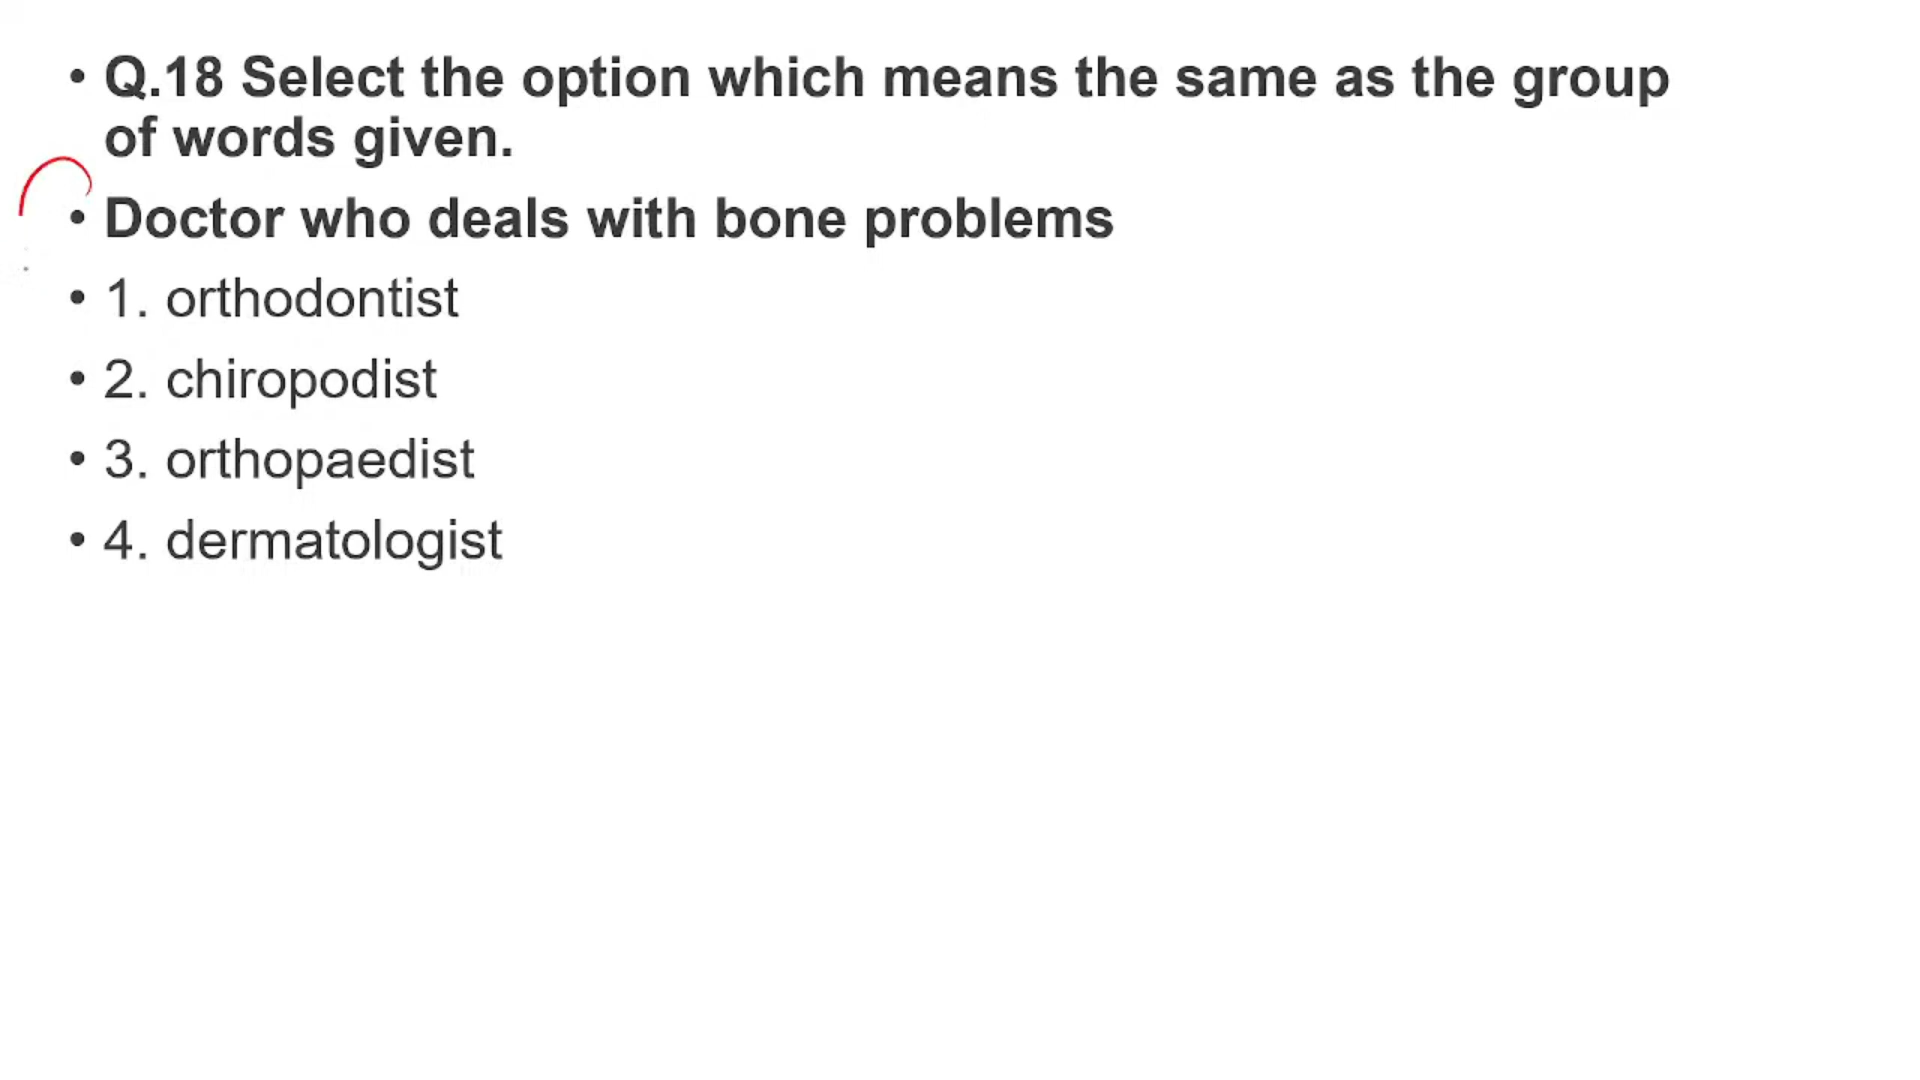 • Q.18 Select the option which means the same as the group
of words given.
• Doctor who deals with bone problems
• 1. orthodontist
• 2. chiropodist
• 3. orthopaedist
• 4. dermatologist